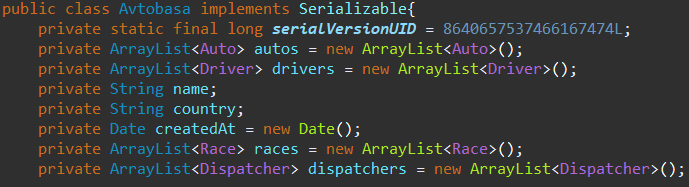 public class Avtobasa implements Serializable{
private static final long serialVersionUID = 8640657537466167474L;
private ArrayList<Auto> autos = new ArrayList<Auto>();
private ArrayList<Driver> drivers = new ArrayList<Driver>();
private String name;
private String country;
private Date createdAt = new Date();
private ArrayList<Race> races = new ArrayList<Race>();
private ArrayList<Dispatcher> dispatchers = new ArrayList<Dispatcher>();